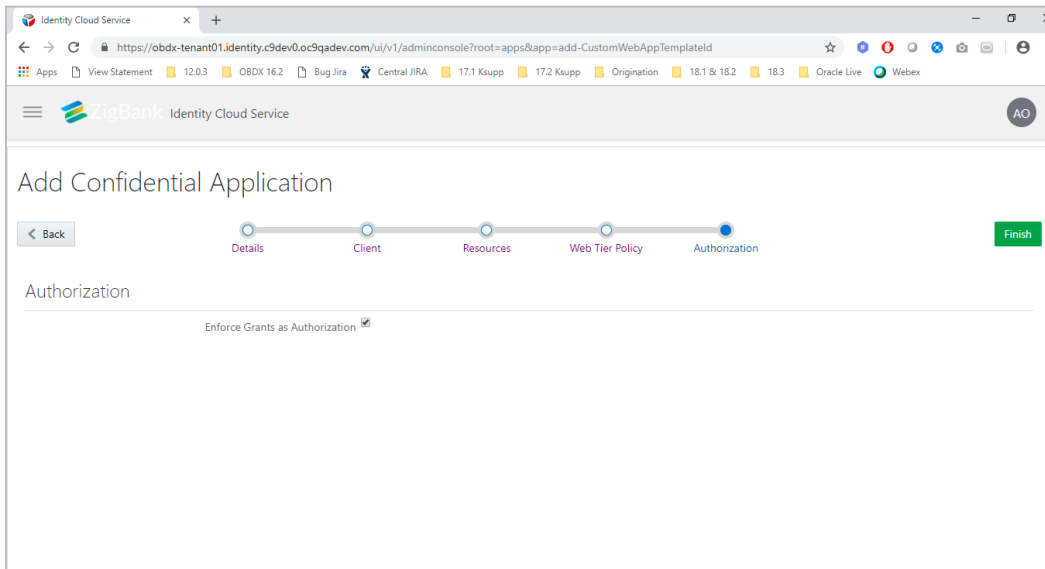 Identity Cloud Service
https://obdx-tenant01.identity.c9dev0.oc9qadev.com/ui/v1/adminconsole?root=apps&app=add-CustomWebAppTemplateId
Apps View Statement 12.0.3 OBDX 16.2 Bug Jira Central JIRA 17.1 Ksupp 17.2 Ksupp Origination 18.1 & 18.2 18.3 Oracle Live Webex
ZigBank Identity Cloud Service AO
Add Confidential Application
Back Finish
Details Client Resources Web Tier Policy Authorization
Authorization
Enforce Grants as Authorization